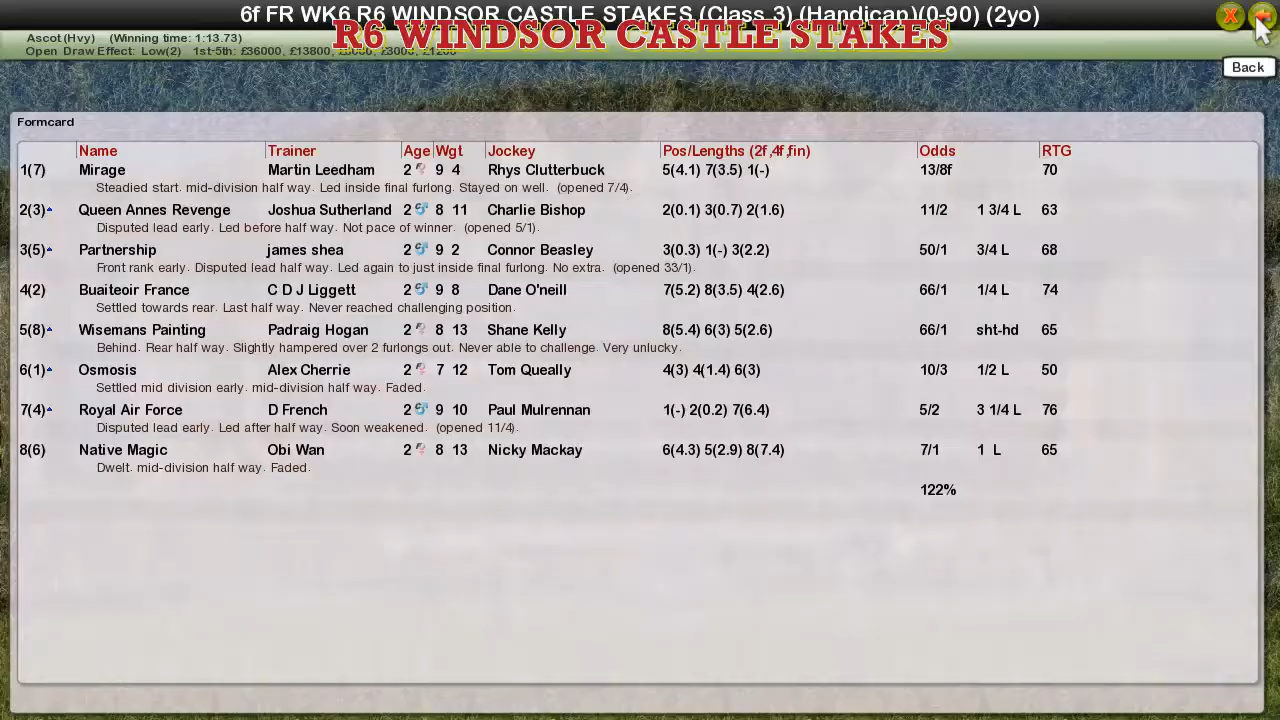 6f FR WK6 R6 WINDSOR CASTLE STAKES (Class 3) (Handicap)(0-90) (2yo)
R6 WINDSOR CASTLE STAKES
Ascot(Hvy) (Winning time: 1:13.73)
Open Draw Effect: Low(2) 1st-5th: £36000, £13800, £3000,
Back
Formcard
Name Trainer Age Wgt Jockey Pos/Lengths (2f,4f,fin) Odds RTG
1(7) Mirage Martin Leedham 2 9 4 Rhys Clutterbuck 5(4.1) 7(3.5) 1(-) 13/8f 70
Steadied start. mid-division half way. Led inside final furlong. Stayed on well. (opened 7/4).
2(3) Queen Annes Revenge Joshua Sutherland 2 8 11 Charlie Bishop 2(0.1) 3(0.7) 2(1.6) 11/2 1 3/4 L 63
Disputed lead early. Led before half way. Not pace of winner. (opened 5/1).
3(5) Partnership james shea 2 9 2 Connor Beasley 3(0.3) 1(-) 3(2.2) 50/1 3/4 L 68
Front rank early. Disputed lead half way. Led again to just inside final furlong. No extra. (opened 33/1).
4(2) Buaiteoir France C D J Liggett 2 9 8 Dane O'neill 7(5.2) 8(3.5) 4(2.6) 66/1 1/4 L 74
Settled towards rear. Last half way. Never reached challenging position.
5(8) Wisemans Painting Padraig Hogan 2 8 13 Shane Kelly 8(5.4) 6(3) 5(2.6) 66/1 sht-hd 65
Behind. Rear half way. Slightly hampered over 2 furlongs out. Never able to challenge. Very unlucky.
6(1) Osmosis Alex Cherrie 2 7 12 Tom Queally 4(3) 4(1.4) 6(3) 10/3 1/2 L 50
Settled mid division early. mid-division half way. Faded.
7(4) Royal Air Force D French 2 9 10 Paul Mulrennan 1(-) 2(0.2) 7(6.4) 5/2 3 1/4 L 76
Disputed lead early. Led after half way. Soon weakened. (opened 11/4).
8(6) Native Magic Obi Wan 2 8 13 Nicky Mackay 6(4.3) 5(2.9) 8(7.4) 7/1 1 L 65
Dwelt. mid-division half way. Faded.
122%